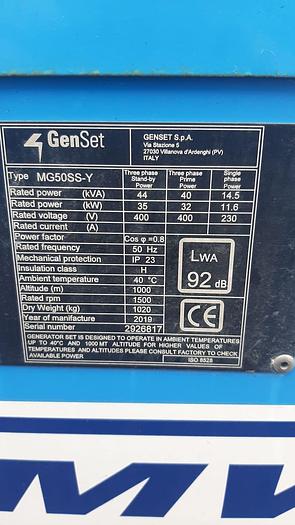 GenSet
GENSET S.p.A.
Via Stazione 5
27030 Villanova d'Ardenghi (PV)
ITALY
Type MG50SS-Y Three phase Stand-by Power Three phase Prime Power Single phase Power
Rated power (kVA) 44 40 14.5
Rated power (kW) 35 32 11.6
Rated voltage (V) 400 400 230
Rated current (A)
Power factor Cos φ =0.8
Rated frequency 50 Hz
Mechanical protection IP 23
Insulation class H
Ambient temperature 40 °C
Altitude (m) 1000
Rated rpm 1500
Dry Weight (kg) 1020
Year of manufacture 2019
Serial number 2926817
LWA
92 dB
CE
GENERATOR SET IS DESIGNED TO OPERATE IN AMBIENT TEMPERATURES
UP TO 40°C AND 1000 MT ALTITUDE FOR HIGHER VALUES OF
TEMPERATURES AND ALTITUDES PLEASE CONSULT FACTORY TO CHECK
AVAILABLE POWER
ISO 8528